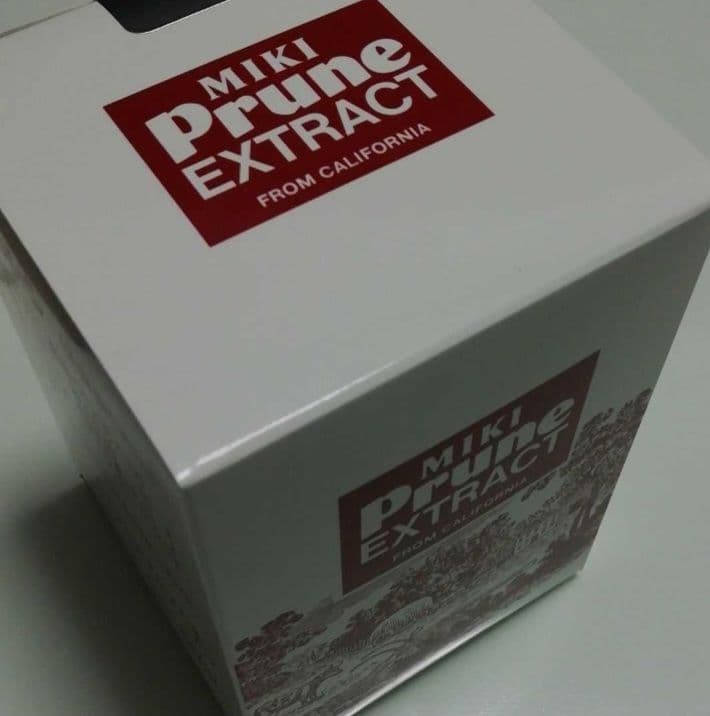 MIKI
Prune
EXTRACT
FROM CALIFORNIA
MIKI
Prune
EXTRACT
FROM CALIFORNIA